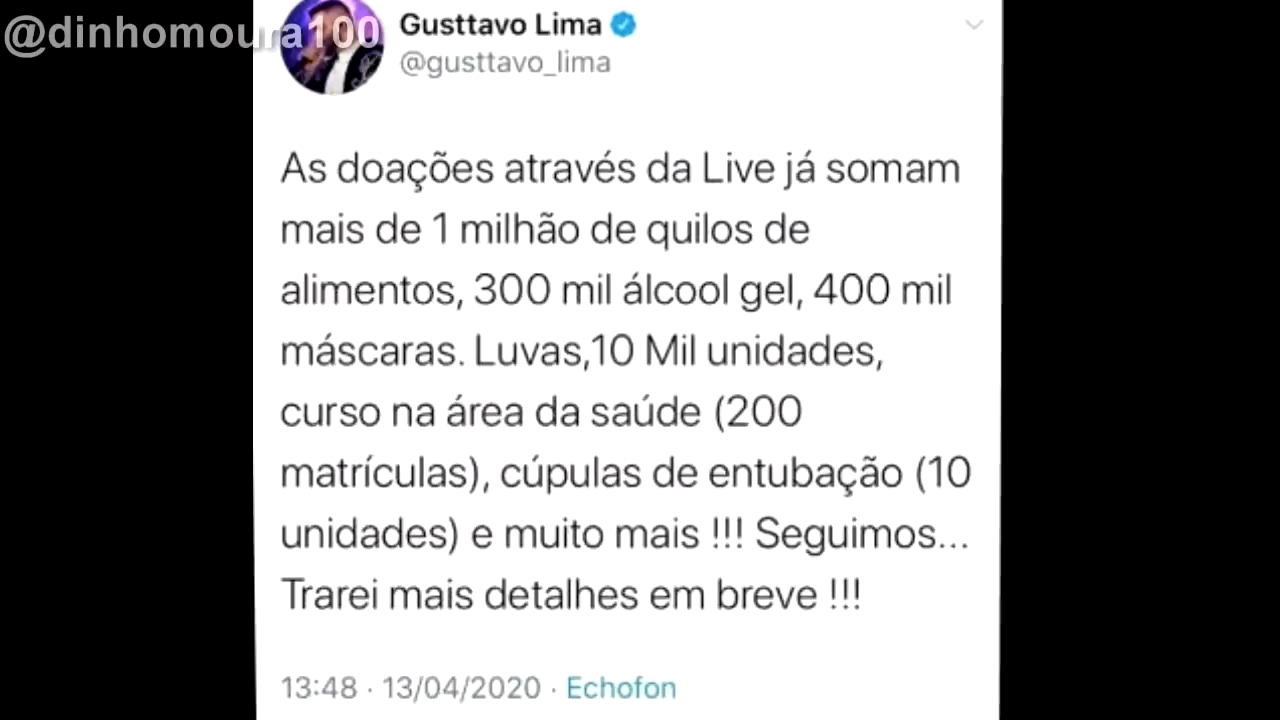 @dinhomoura100
Gusttavo Lima
@gusttavo_lima
As doações através da Live já somam
mais de 1 milhão de quilos de
alimentos, 300 mil álcool gel, 400 mil
máscaras. Luvas,10 Mil unidades,
curso na área da saúde (200
matrículas), cúpulas de entubação (10
unidades) e muito mais !!! Seguimos...
Trarei mais detalhes em breve !!!
13:48 · 13/04/2020 · Echofon